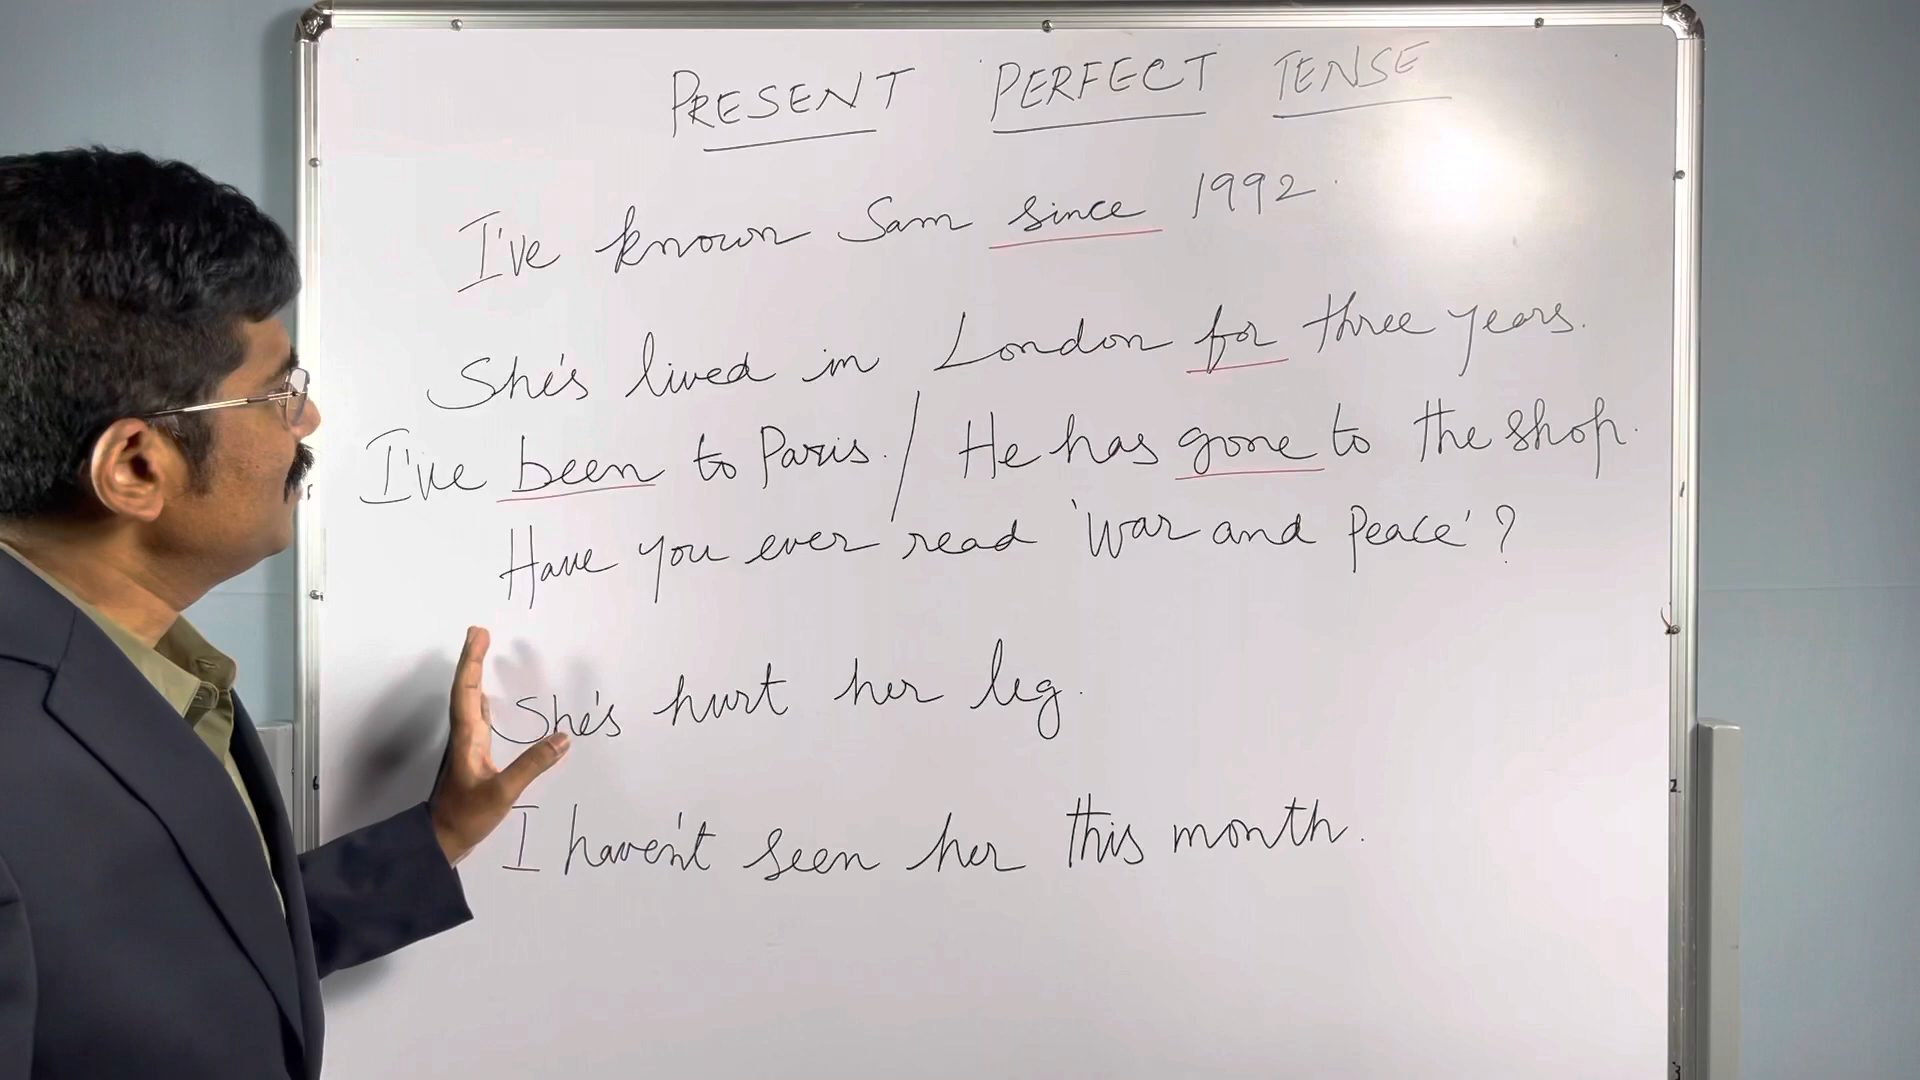 PRESENT PERFECT TENSE
I've known Sam since 1992.
She's lived in London for three years.
I've been to Paris. / He has gone to the shop.
Have you ever read 'War and Peace'?
She's hurt her leg.
I haven't seen her this month.